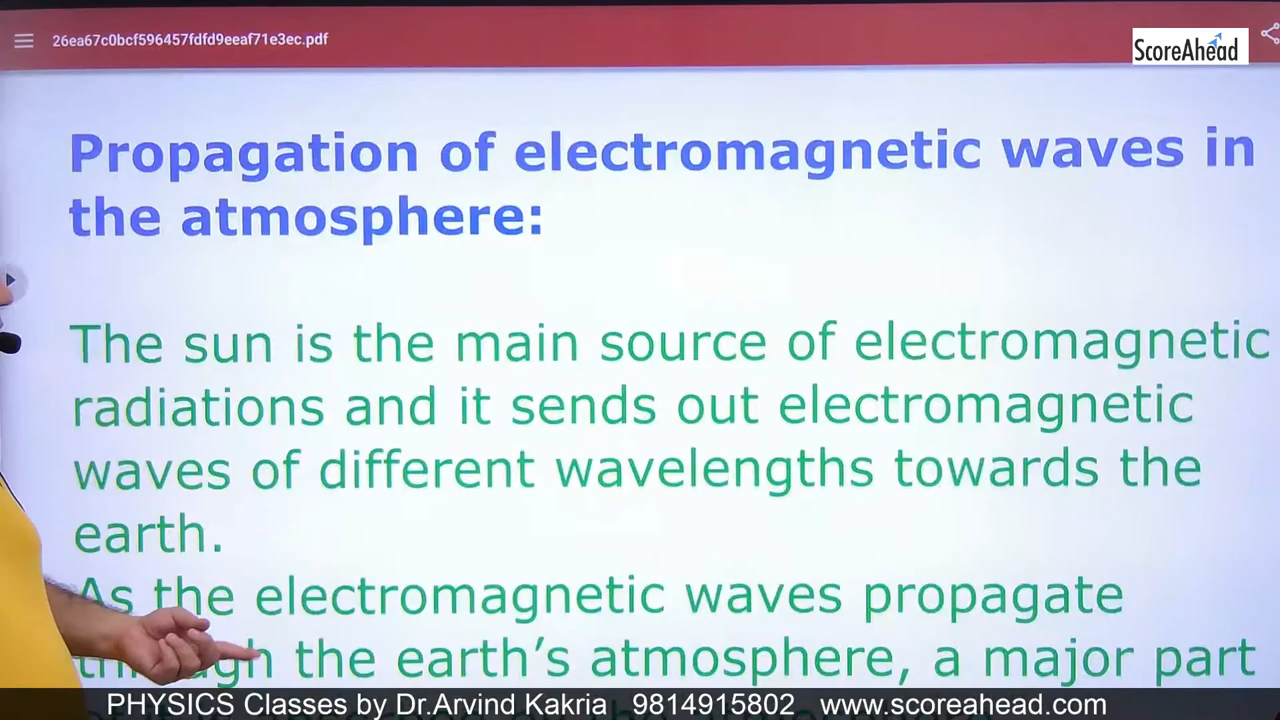 26ea67c0bcf596457fdfd9eeaf71e3ec.pdf
ScoreAhead
Propagation of electromagnetic waves in
the atmosphere:
The sun is the main source of electromagnetic
radiations and it sends out electromagnetic
waves of different wavelengths towards the
earth.
As the electromagnetic waves propagate
through the earth's atmosphere, a major part
PHYSICS Classes by Dr.Arvind Kakria 9814915802 www.scoreahead.com